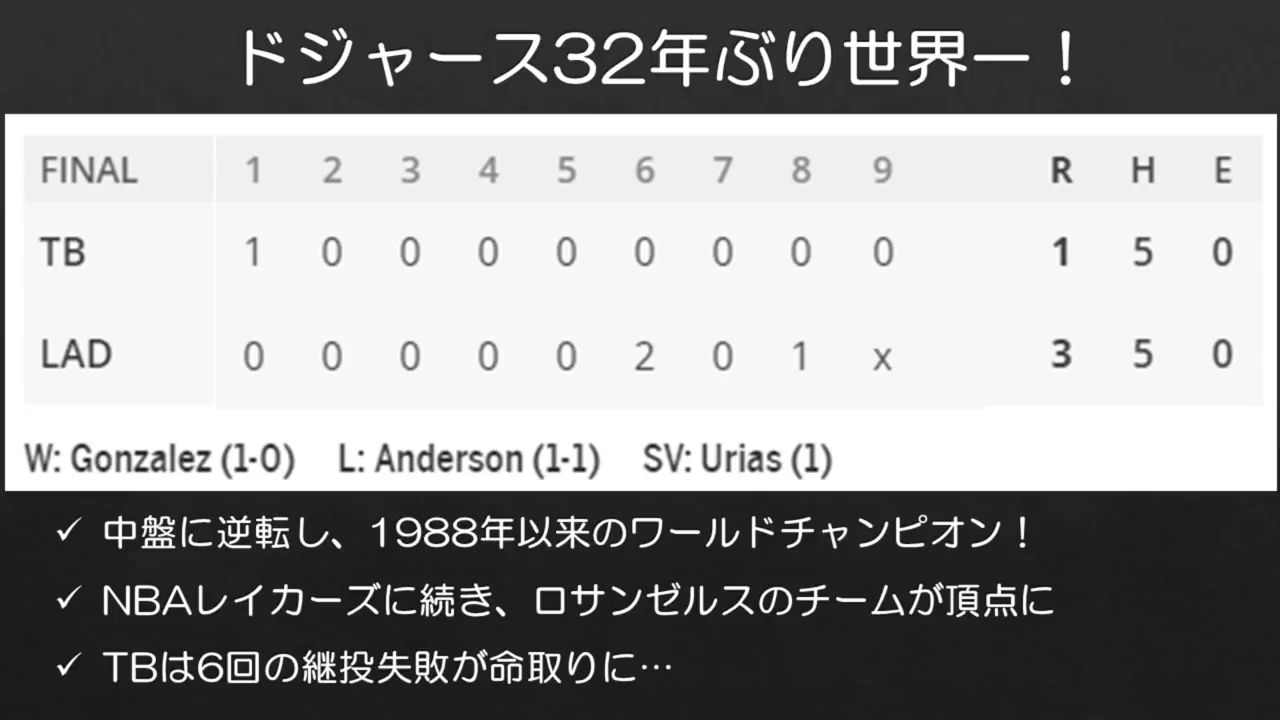 ドジャース32年ぶり世界一！
FINAL 1 2 3 4 5 6 7 8 9 R H E
TB 1 0 0 0 0 0 0 0 0 1 5 0
LAD 0 0 0 0 0 2 0 1 x 3 5 0
W: Gonzalez (1-0) L: Anderson (1-1) SV: Urias (1)
✓ 中盤に逆転し、1988年以来のワールドチャンピオン！
✓ NBAレイカーズに続き、ロサンゼルスのチームが頂点に
✓ TBは6回の継投失敗が命取りに…